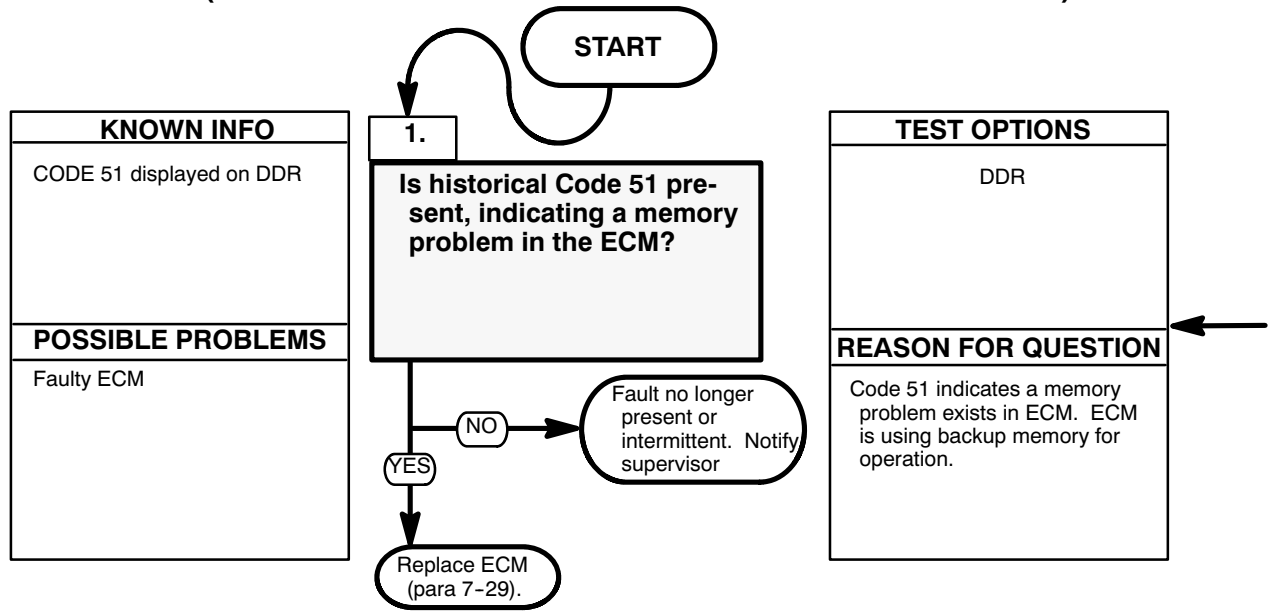 START
KNOWN INFO
CODE 51 displayed on DDR
POSSIBLE PROBLEMS
Faulty ECM
1.
Is historical Code 51 pre-
sent, indicating a memory
problem in the ECM?
NO
Fault no longer
present or
intermittent. Notify
supervisor
YES
Replace ECM
(para 7-29).
TEST OPTIONS
DDR
REASON FOR QUESTION
Code 51 indicates a memory
problem exists in ECM. ECM
is using backup memory for
operation.